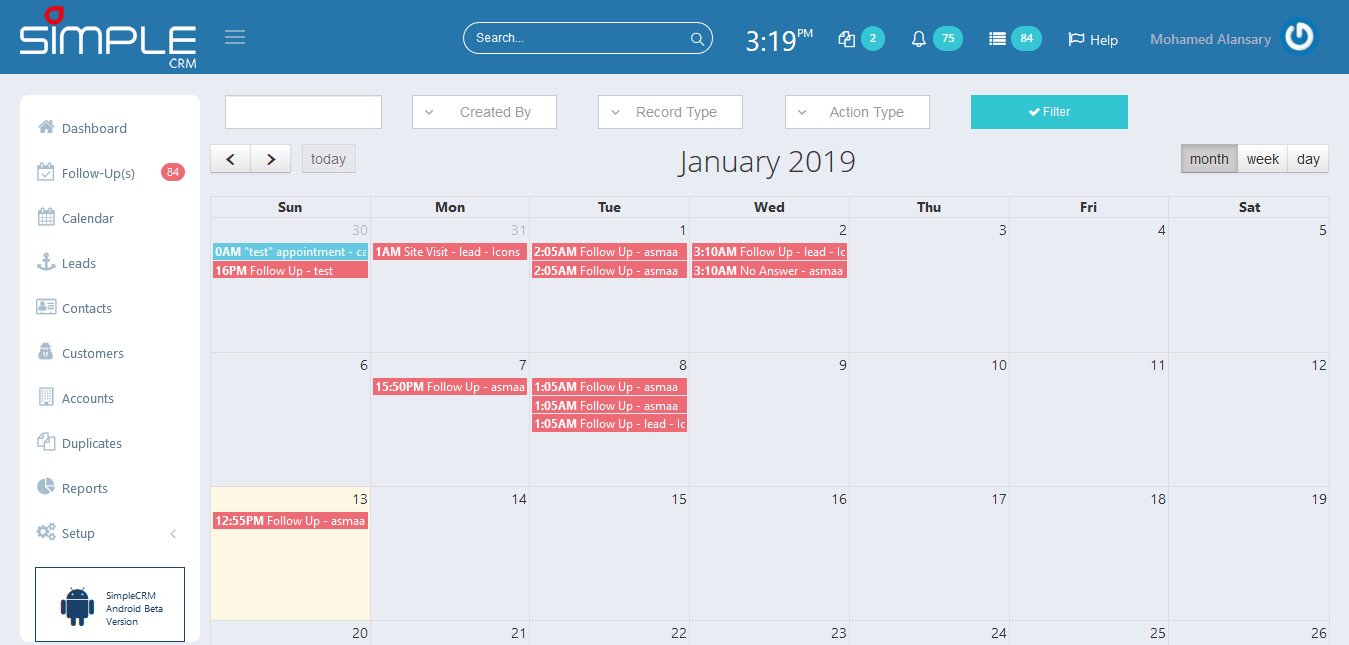 SIMPLE
CRM
Search...
3:19PM
2
75
84
Help
Mohamed Alansary
Dashboard
Follow-Up(s)
84
Calendar
Leads
Contacts
Customers
Accounts
Duplicates
Reports
Setup
SimpleCRM
Android Beta
Version
Created By
Record Type
Action Type
Filter
today
January 2019
month
week
day
Sun
Mon
Tue
Wed
Thu
Fri
Sat
30
31
1
2
3
4
5
0AM "test" appointment - ca
1AM Site Visit - lead - Icons
2:05AM Follow Up - asmaa
3:10AM Follow Up - lead - Ic
16PM Follow Up - test
2:05AM Follow Up - asmaa
3:10AM No Answer - asmaa
6
7
8
9
10
11
12
15:50PM Follow Up - asmaa
1:05AM Follow Up - asmaa
1:05AM Follow Up - asmaa
1:05AM Follow Up - lead - Ic
13
14
15
16
17
18
19
12:55PM Follow Up - asmaa
20
21
22
23
24
25
26